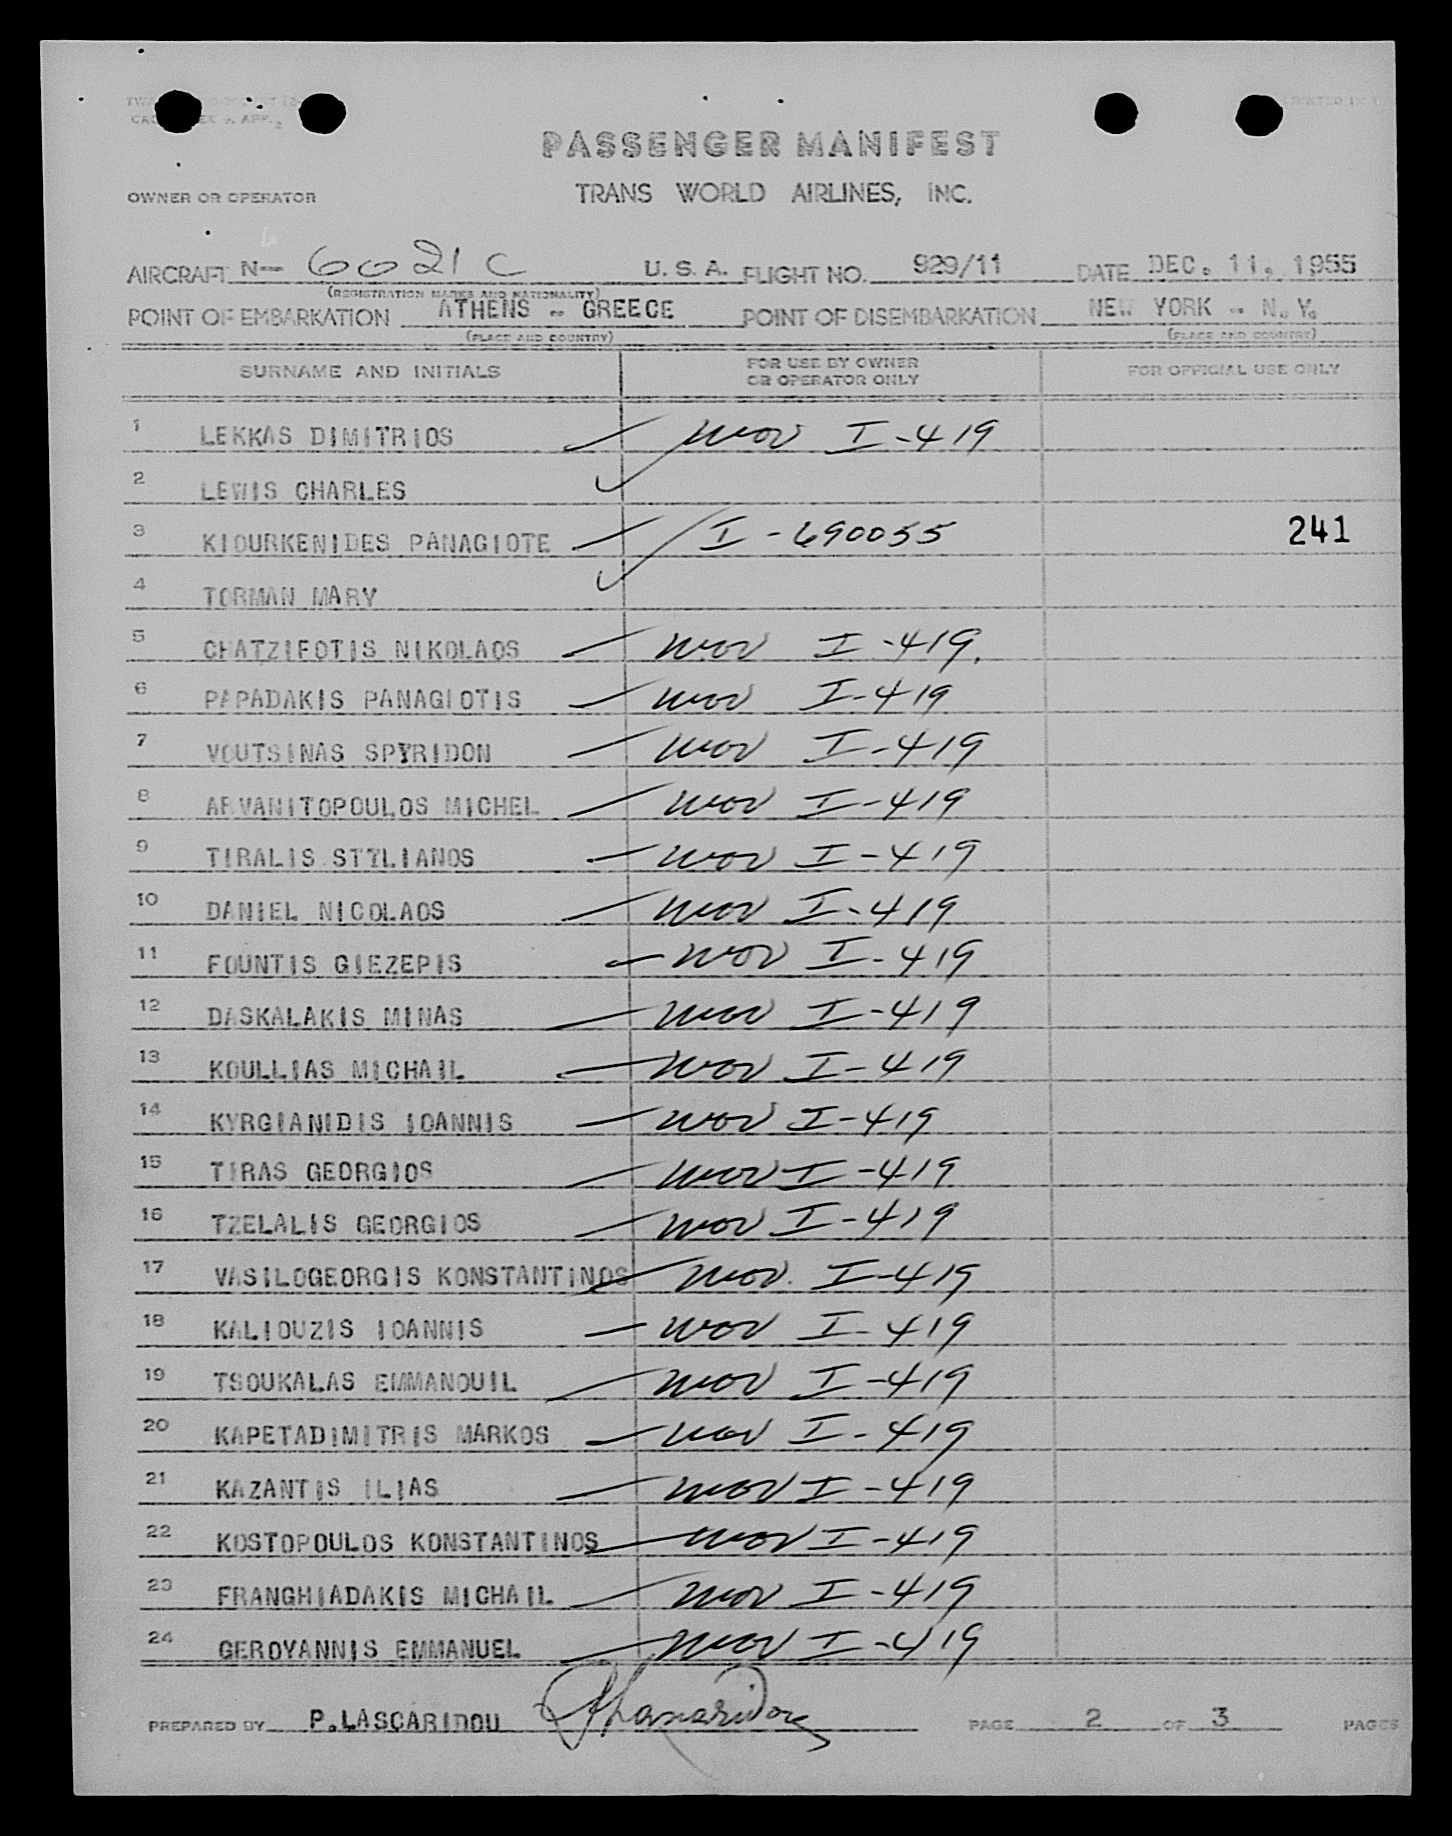 PASSENGER MANIFEST
OWNER OR OPERATOR TRANS WORLD AIRLINES, INC.
AIRCRAFT N- 6021C U.S.A. FLIGHT NO. 929/11 DATE DEC. 11, 1955
(REGISTRATION MARKS AND NATIONALITY)
POINT OF EMBARKATION ATHENS - GREECE POINT OF DISEMBARKATION NEW YORK - N.Y.
(PLACE AND COUNTRY) (PLACE AND COUNTRY)
SURNAME AND INITIALS FOR USE BY OWNER OR OPERATOR ONLY FOR OFFICIAL USE ONLY
1 LEKKAS DIMITRIOS I-419
2 LEWIS CHARLES
3 KIOURKENIDES PANAGIOTE I-690055 241
4 TORMAN MARY
5 CHATZIFOTIS NIKOLAOS I-419.
6 PAPADAKIS PANAGIOTIS I-419
7 VOUTSINAS SPYRIDON I-419
8 ARVANITOPOULOS MICHEL I-419
9 TIRALIS STYLIANOS I-419
10 DANIEL NICOLAOS I-419
11 FOUNTIS GIEZEPIS I-419
12 DASKALAKIS MINAS I-419
13 KOULLIAS MICHAIL I-419
14 KYRGIANIDIS IOANNIS I-419
15 TIRAS GEORGIOS I-419
16 TZELALIS GEORGIOS I-419
17 VASILOGEORGIS KONSTANTINOS I-419
18 KALIOUZIS IOANNIS I-419
19 TSOUKALAS EMMANOUIL I-419
20 KAPETADIMITRIS MARKOS I-419
21 KAZANTIS ILIAS I-419
22 KOSTOPOULOS KONSTANTINOS I-419
23 FRANGHIADAKIS MICHAIL I-419
24 GEROYANNIS EMMANUEL I-419
PREPARED BY P.LASCARIDOU PAGE 2 OF 3 PAGES